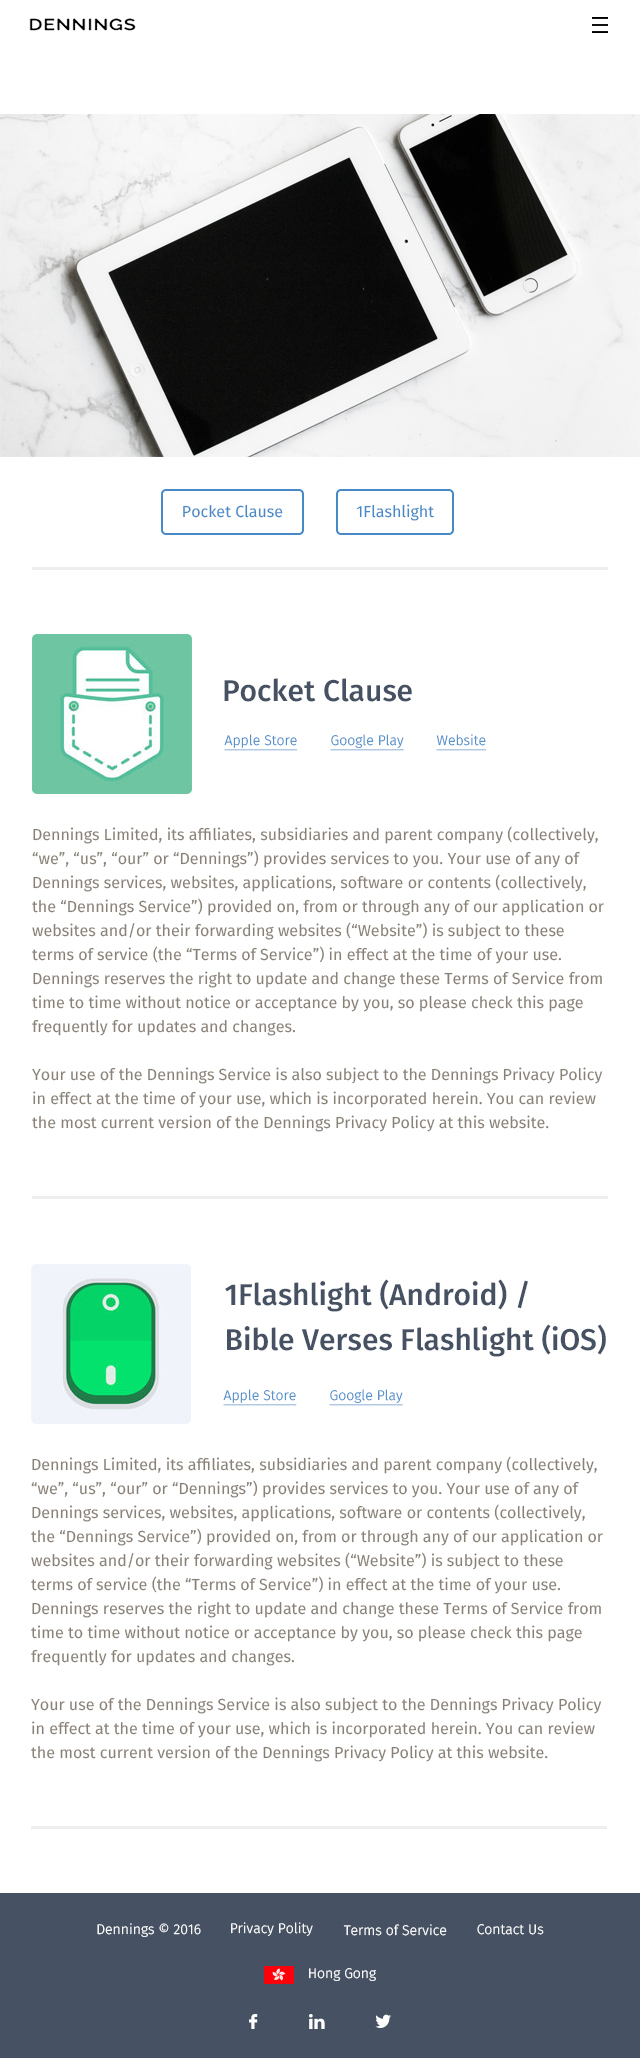 DENNINGS
Pocket Clause
1Flashlight
Pocket Clause
Apple Store
Google Play
Website
Dennings Limited, its affiliates, subsidiaries and parent company (collectively,
“we”, “us”, “our” or “Dennings”) provides services to you. Your use of any of
Dennings services, websites, applications, software or contents (collectively,
the “Dennings Service”) provided on, from or through any of our application or
websites and/or their forwarding websites (“Website”) is subject to these
terms of service (the “Terms of Service”) in effect at the time of your use.
Dennings reserves the right to update and change these Terms of Service from
time to time without notice or acceptance by you, so please check this page
frequently for updates and changes.
Your use of the Dennings Service is also subject to the Dennings Privacy Policy
in effect at the time of your use, which is incorporated herein. You can review
the most current version of the Dennings Privacy Policy at this website.
1Flashlight (Android) /
Bible Verses Flashlight (iOS)
Apple Store
Google Play
Dennings Limited, its affiliates, subsidiaries and parent company (collectively,
“we”, “us”, “our” or “Dennings”) provides services to you. Your use of any of
Dennings services, websites, applications, software or contents (collectively,
the “Dennings Service”) provided on, from or through any of our application or
websites and/or their forwarding websites (“Website”) is subject to these
terms of service (the “Terms of Service”) in effect at the time of your use.
Dennings reserves the right to update and change these Terms of Service from
time to time without notice or acceptance by you, so please check this page
frequently for updates and changes.
Your use of the Dennings Service is also subject to the Dennings Privacy Policy
in effect at the time of your use, which is incorporated herein. You can review
the most current version of the Dennings Privacy Policy at this website.
Dennings © 2016
Privacy Polity
Terms of Service
Contact Us
Hong Gong